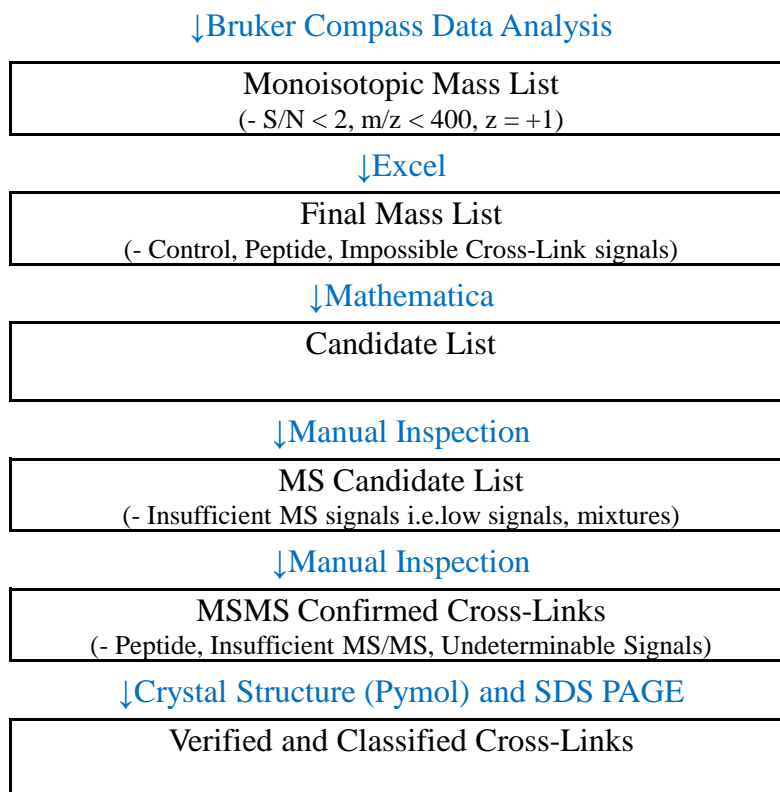 ↓Bruker Compass Data Analysis
Monoisotopic Mass List
(- S/N < 2, m/z < 400, z = +1)
↓Excel
Final Mass List
(- Control, Peptide, Impossible Cross-Link signals)
↓Mathematica
Candidate List
↓Manual Inspection
MS Candidate List
(- Insufficient MS signals i.e.low signals, mixtures)
↓Manual Inspection
MSMS Confirmed Cross-Links
(- Peptide, Insufficient MS/MS, Undeterminable Signals)
↓Crystal Structure (Pymol) and SDS PAGE
Verified and Classified Cross-Links